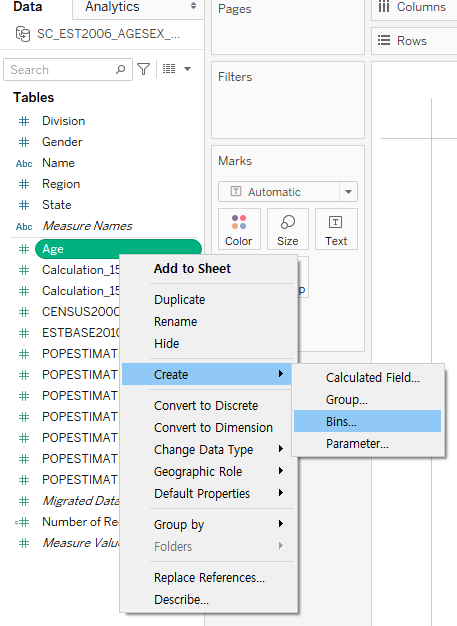 Data
Analytics
SC_EST2006_AGESEX_...
Search
Tables
Division
Gender
Abc Name
Region
State
Abc Measure Names
Age
Calculation_15
Calculation_15
CENSUS2000
ESTBASE2010
POPESTIMAT
POPESTIMAT
POPESTIMAT
POPESTIMAT
POPESTIMAT
POPESTIMAT
POPESTIMAT
Migrated Data
Number of Re
Measure Value
Pages
Filters
Marks
Automatic
Color
Size
Text
Columns
Rows
Add to Sheet
Duplicate
Rename
Hide
Create
Convert to Discrete
Convert to Dimension
Change Data Type
Geographic Role
Default Properties
Group by
Folders
Replace References...
Describe...
Calculated Field...
Group...
Bins...
Parameter...